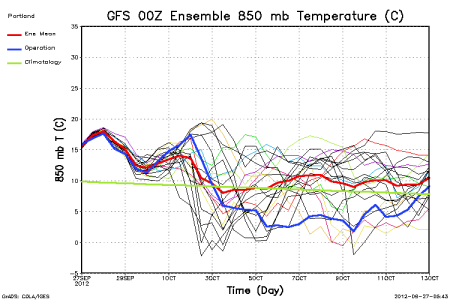 GFS 00Z Ensemble 850 mb Temperature (C)
Portland
Ens Mean
Operation
Climatology
850 mb T (C)
35
30
25
20
15
10
5
0
-5
27SEP
2012
29SEP
1OCT
3OCT
5OCT
7OCT
9OCT
11OCT
13OCT
Time (Day)
GrADS: COLA/IGES
2012-09-27-05:43